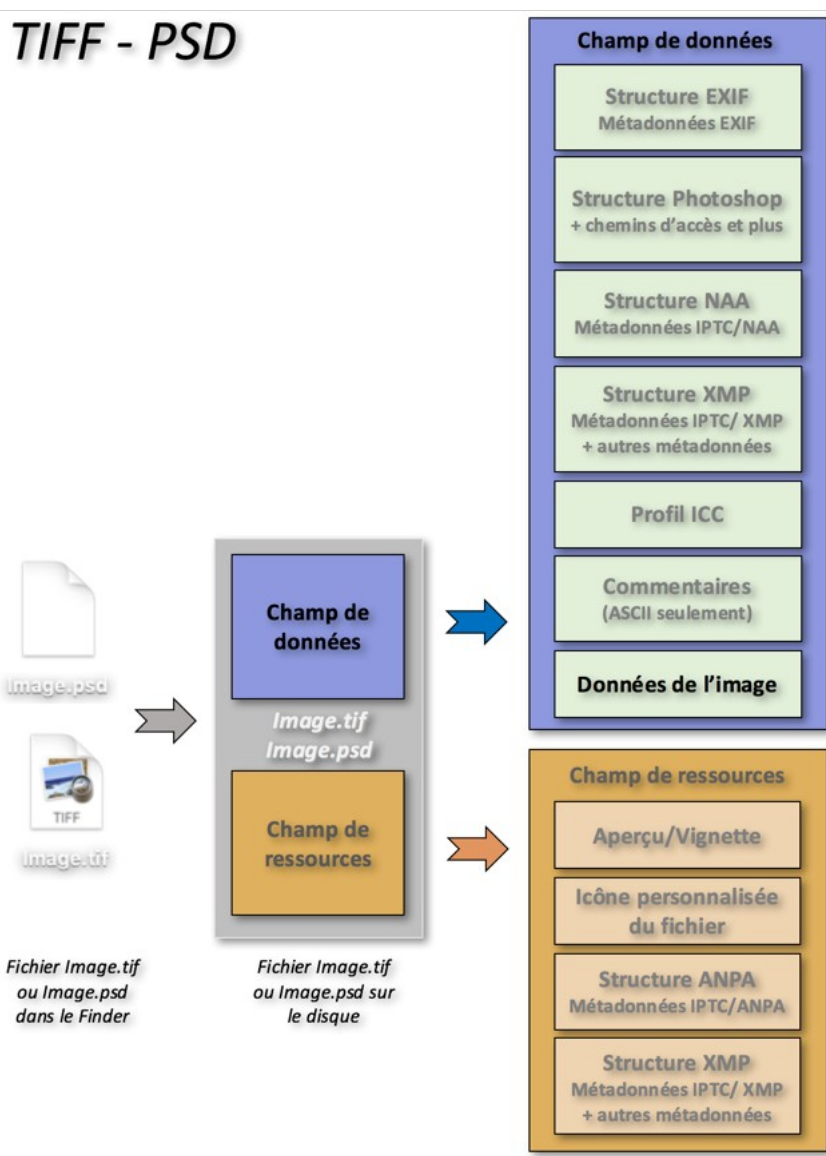 TIFF - PSD
Image.psd
TIFF
Image.tif
Fichier Image.tif
ou Image.psd
dans le Finder
Champ de
données
Image.tif
Image.psd
Champ de
ressources
Fichier Image.tif
ou Image.psd sur
le disque
Champ de données
Structure EXIF
Métadonnées EXIF
Structure Photoshop
+ chemins d’accès et plus
Structure NAA
Métadonnées IPTC/NAA
Structure XMP
Métadonnées IPTC/ XMP
+ autres métadonnées
Profil ICC
Commentaires
(ASCII seulement)
Données de l’image
Champ de ressources
Aperçu/Vignette
Icône personnalisée
du fichier
Structure ANPA
Métadonnées IPTC/ANPA
Structure XMP
Métadonnées IPTC/ XMP
+ autres métadonnées